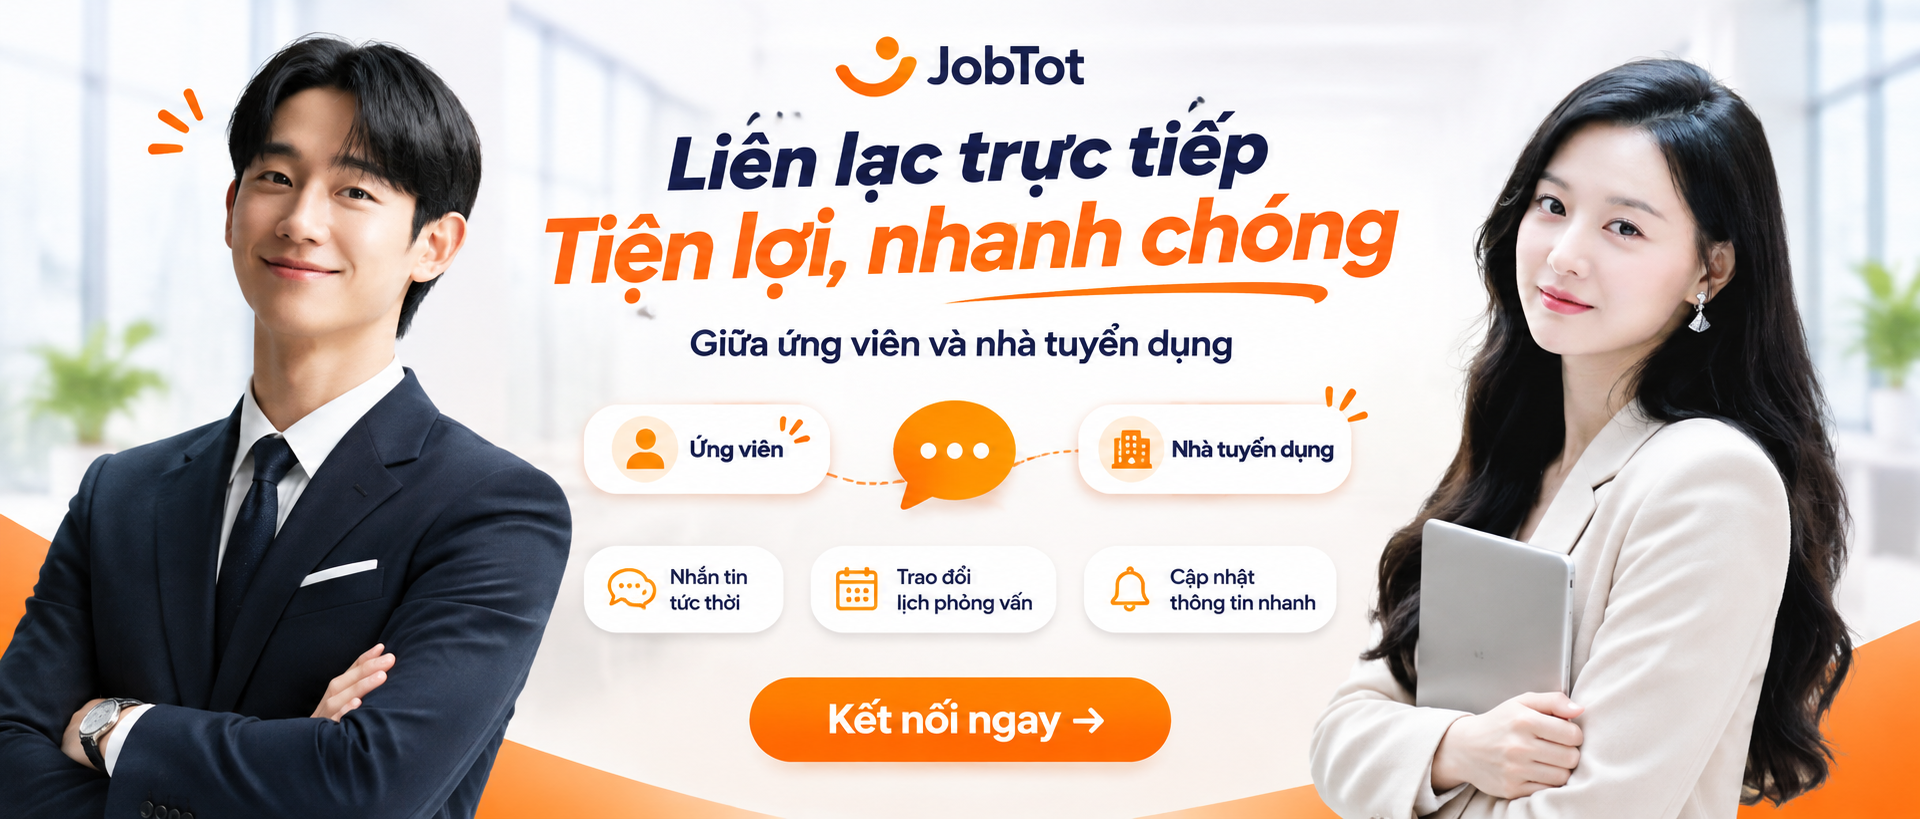 JobTot
Liên lạc trực tiếp
Tiện lợi, nhanh chóng
Giữa ứng viên và nhà tuyển dụng
Ứng viên
Nhà tuyển dụng
Nhắn tin
tức thời
Trao đổi
lịch phỏng vấn
Cập nhật
thông tin nhanh
Kết nối ngay →